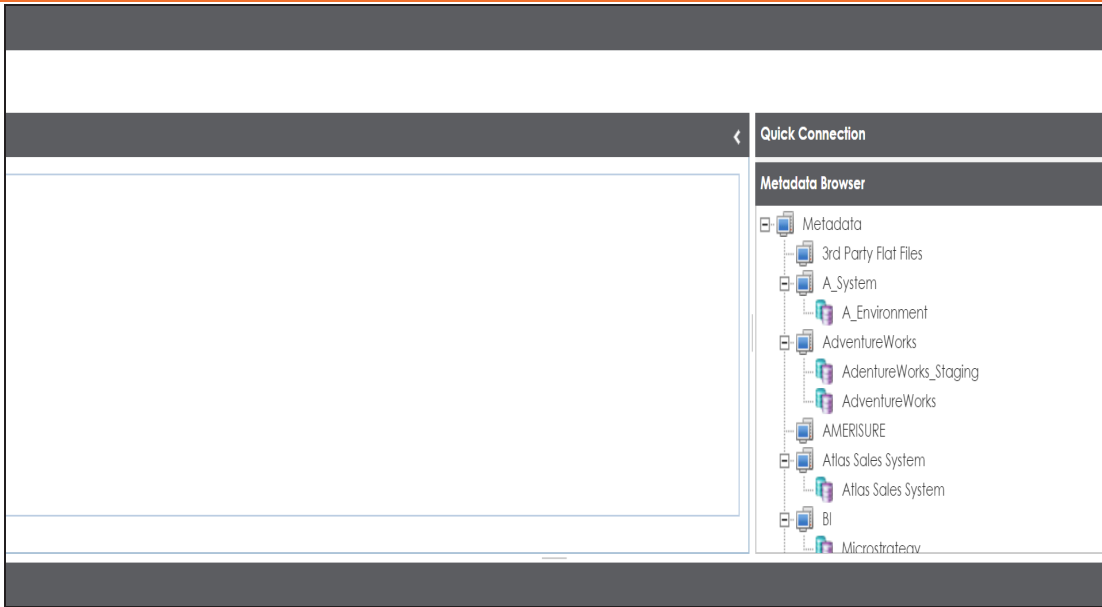 Quick Connection
Metadata Browser
Metadata
3rd Party Flat Files
A_System
A_Environment
AdventureWorks
AdentureWorks_Staging
AdventureWorks
AMERISURE
Atlas Sales System
Atlas Sales System
BI
Microstrategy